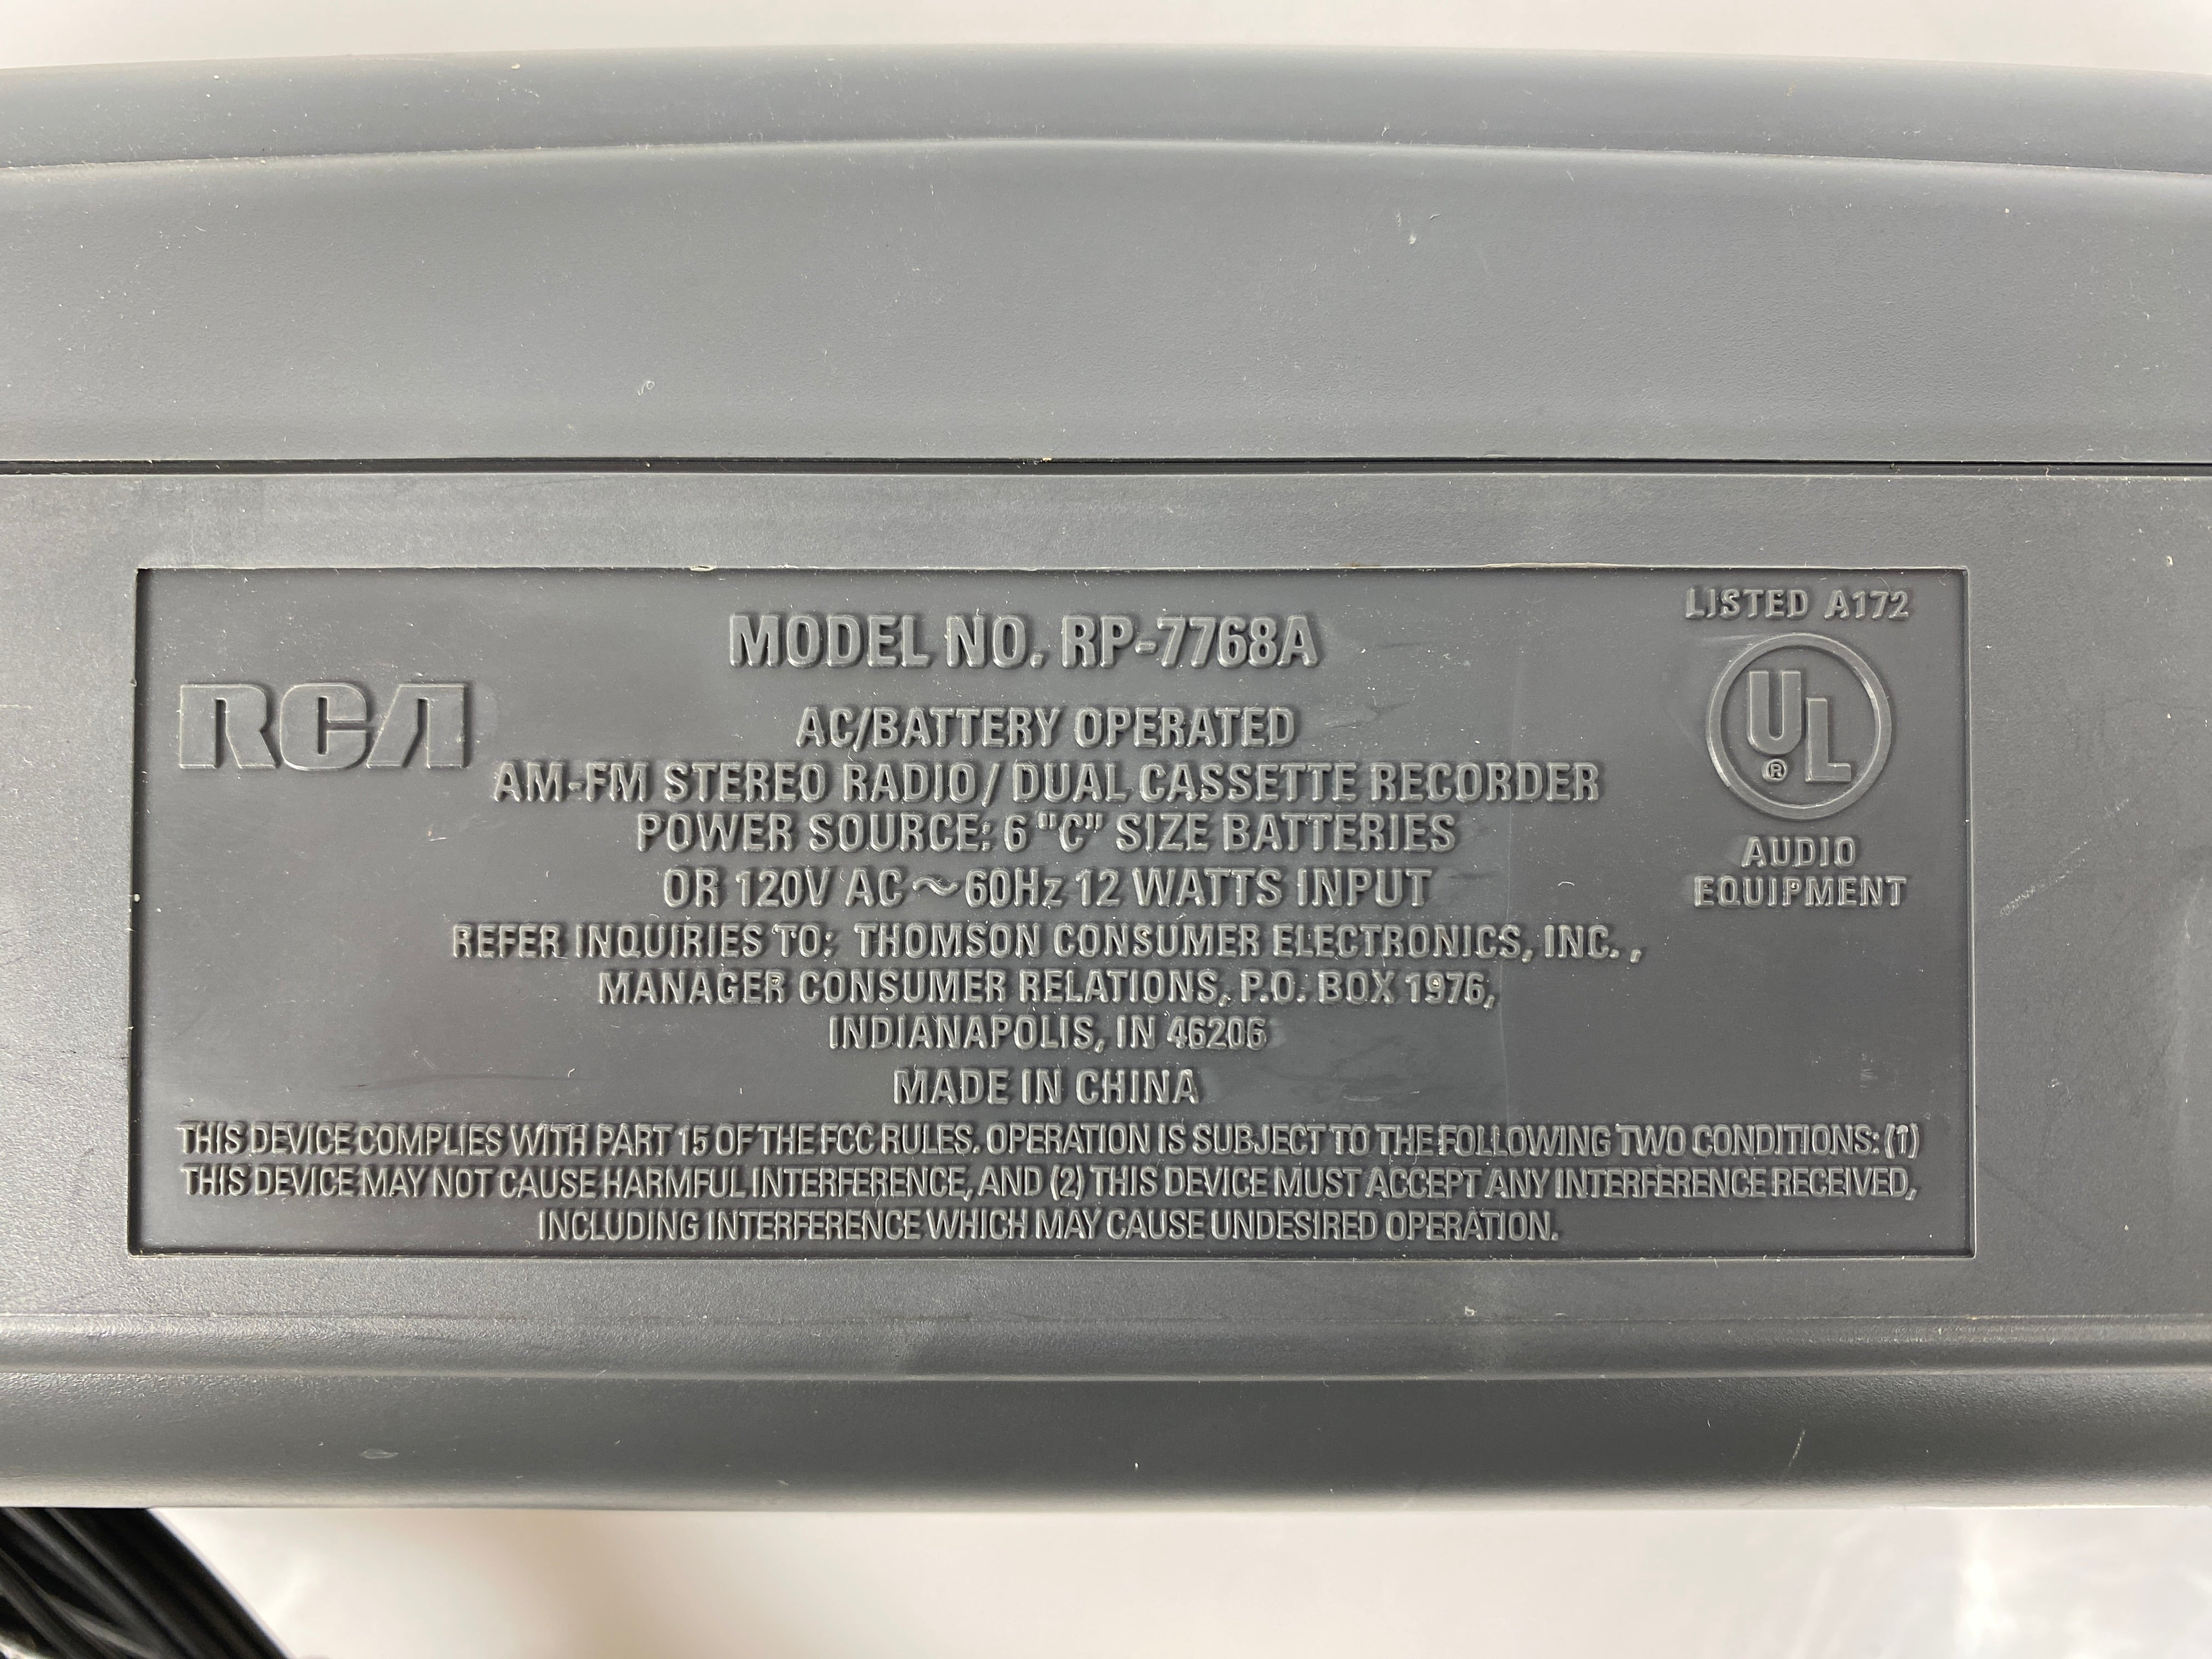 LISTED A172
MODEL NO. RP-7768A
RCA
AC/BATTERY OPERATED
UL
®
AM-FM STEREO RADIO/DUAL CASSETTE RECORDER
POWER SOURCE: 6 "C" SIZE BATTERIES
AUDIO
EQUIPMENT
OR 120V AC ~ 60Hz 12 WATTS INPUT
REFER INQUIRIES TO: THOMSON CONSUMER ELECTRONICS, INC. ,
MANAGER CONSUMER RELATIONS, P.O. BOX 1976,
INDIANAPOLIS, IN 46206
MADE IN CHINA
THIS DEVICE COMPLIES WITH PART 15 OF THE FCC RULES. OPERATION IS SUBJECT TO THE FOLLOWING TWO CONDITIONS: (1)
THIS DEVICE MAY NOT CAUSE HARMFUL INTERFERENCE, AND (2) THIS DEVICE MUST ACCEPT ANY INTERFERENCE RECEIVED,
INCLUDING INTERFERENCE WHICH MAY CAUSE UNDESIRED OPERATION.